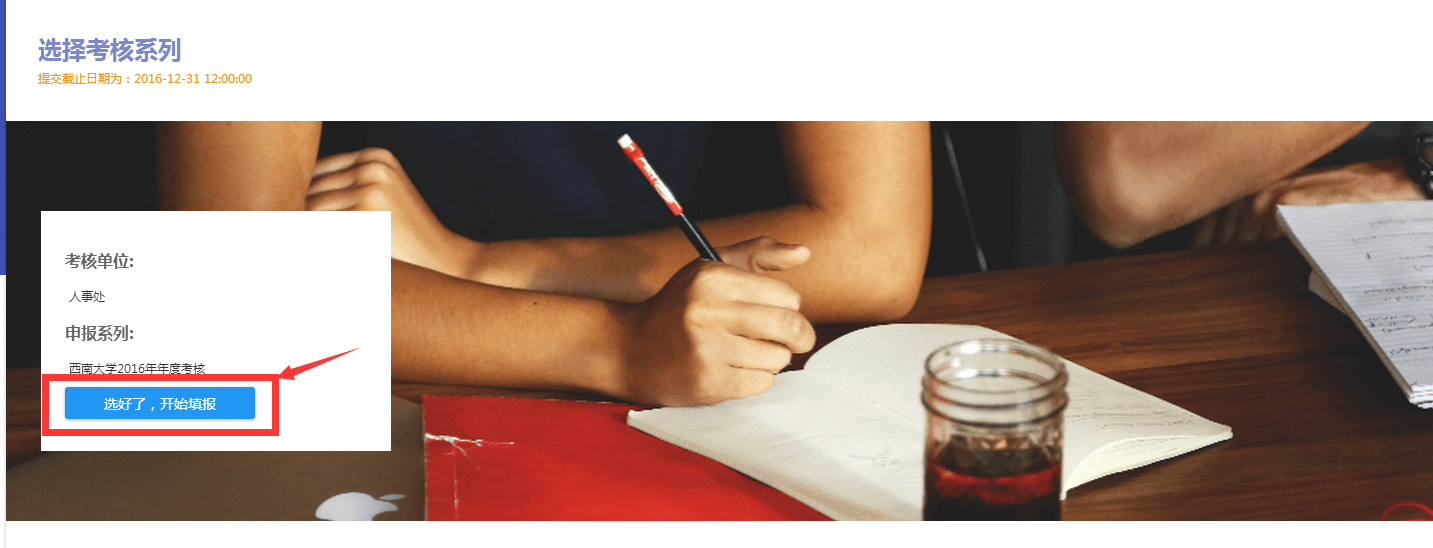 选择考核系列
提交截止日期为：2016-12-31 12:00:00
考核单位:
人事处
申报系列:
西南大学2016年年度考核
选好了，开始填报